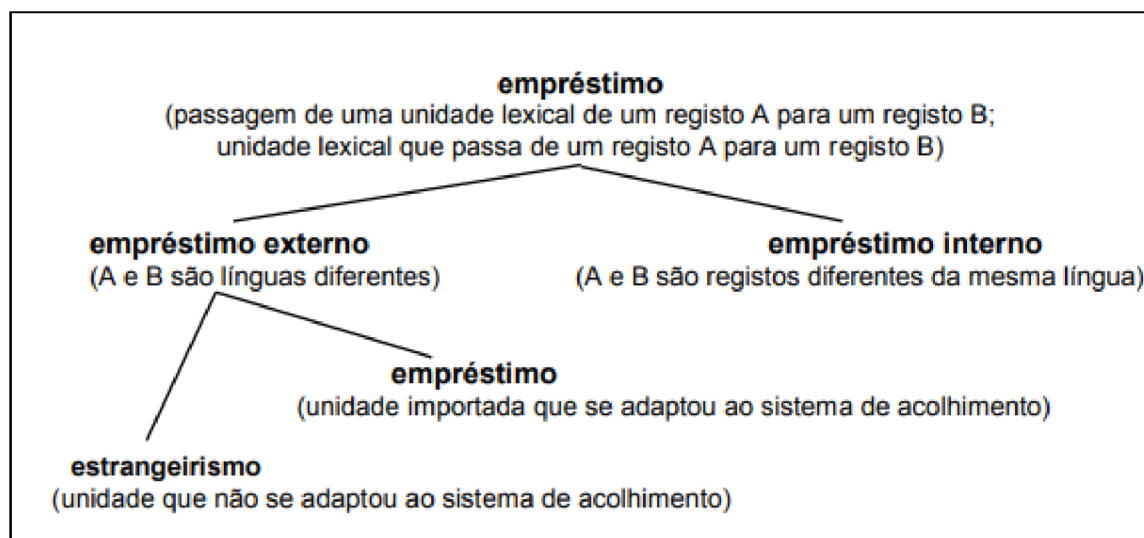 empréstimo
(passagem de uma unidade lexical de um registo A para um registo B;
unidade lexical que passa de um registo A para um registo B)
empréstimo externo
(A e B são línguas diferentes)
empréstimo interno
(A e B são registos diferentes da mesma língua)
empréstimo
(unidade importada que se adaptou ao sistema de acolhimento)
estrangeirismo
(unidade que não se adaptou ao sistema de acolhimento)